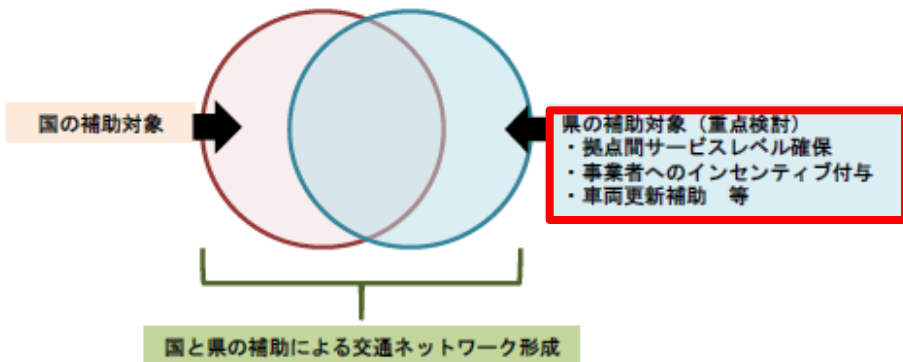 国の補助対象
県の補助対象（重点検討）
・拠点間サービスレベル確保
・事業者へのインセンティブ付与
・車両更新補助　等
国と県の補助による交通ネットワーク形成